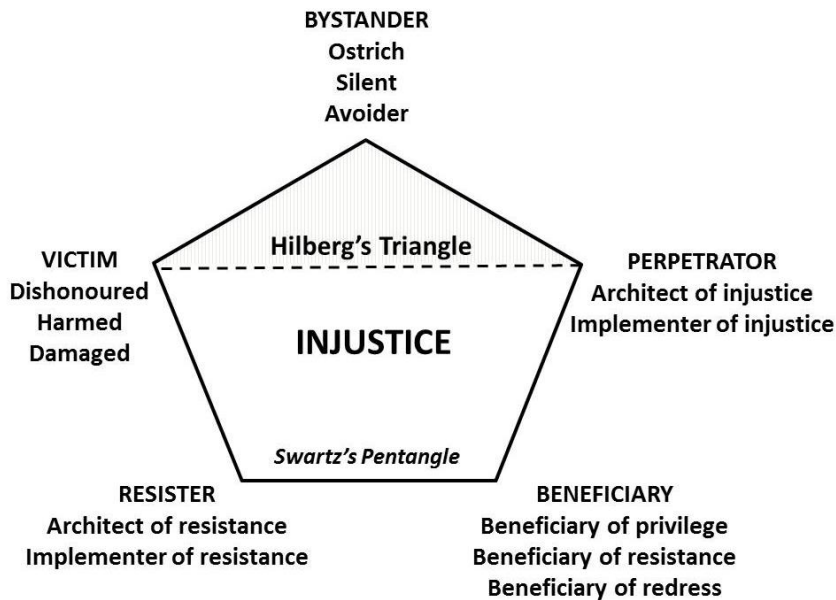 BYSTANDER
Ostrich
Silent
Avoider
Hilberg's Triangle
VICTIM
Dishonoured
Harmed
Damaged
PERPETRATOR
Architect of injustice
Implementer of injustice
INJUSTICE
Swartz's Pentangle
RESISTER
Architect of resistance
Implementer of resistance
BENEFICIARY
Beneficiary of privilege
Beneficiary of resistance
Beneficiary of redress